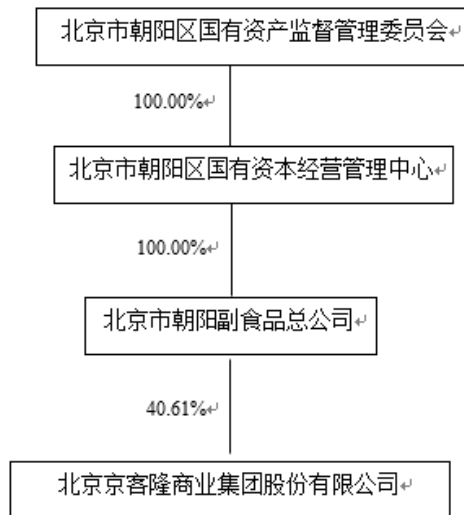 北京市朝阳区国有资产监督管理委员会
100.00%
北京市朝阳区国有资本经营管理中心
100.00%
北京市朝阳副食品总公司
40.61%
北京京客隆商业集团股份有限公司